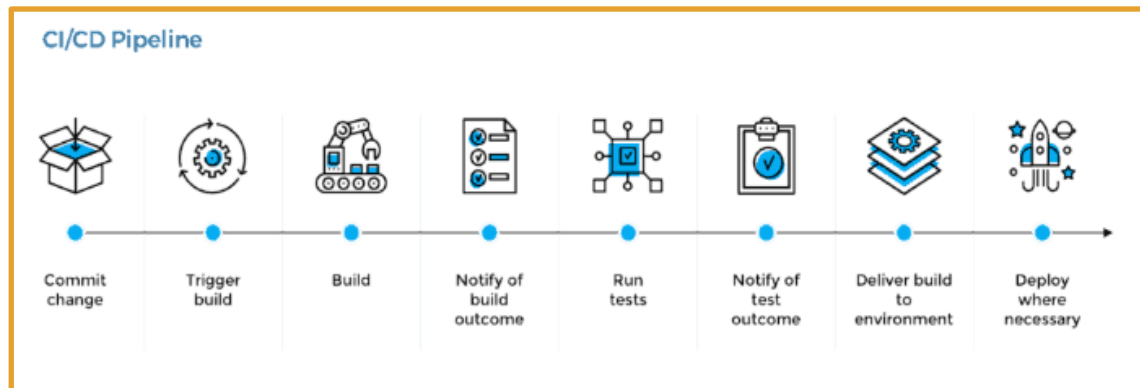 CI/CD Pipeline
Commit
change
Trigger
build
Build
Notify of
build
outcome
Run
tests
Notify of
test
outcome
Deliver build
to
environment
Deploy
where
necessary